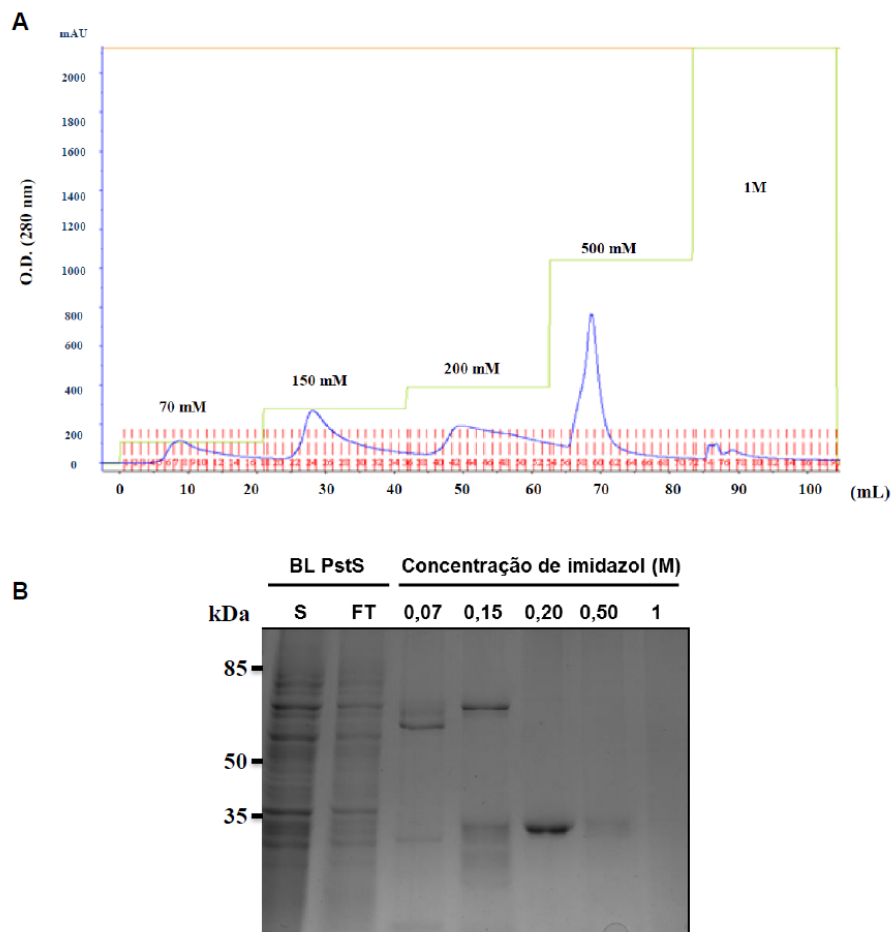 A
mAU
2000
1800
1600
1400
1200
1000
800
600
400
200
0
O.D. (280 nm)
70 mM
150 mM
200 mM
500 mM
1M
0 10 20 30 40 50 60 70 80 90 100 (mL)
B
BL PstS Concentração de imidazol (M)
kDa S FT 0,07 0,15 0,20 0,50 1
85
50
35